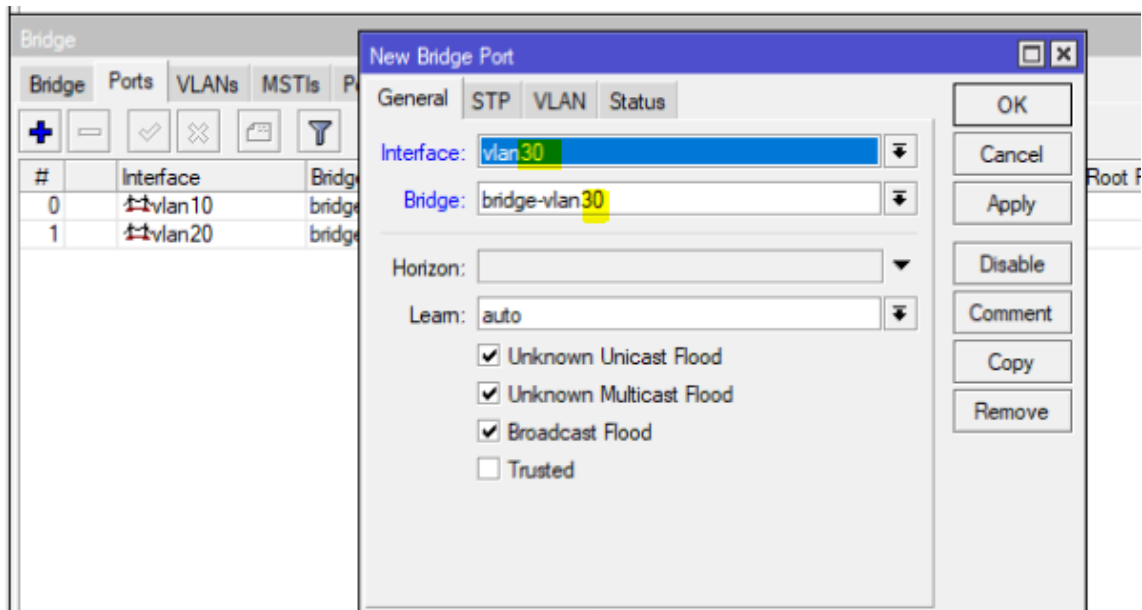 Bridge
Bridge Ports VLANs MSTIs
# Interface
0 vlan10 bridge
1 vlan20 bridge
New Bridge Port
General STP VLAN Status
Interface: vlan30
Bridge: bridge-vlan30
Horizon:
Learn: auto
Unknown Unicast Flood
Unknown Multicast Flood
Broadcast Flood
Trusted
OK
Cancel
Apply
Disable
Comment
Copy
Remove
Root